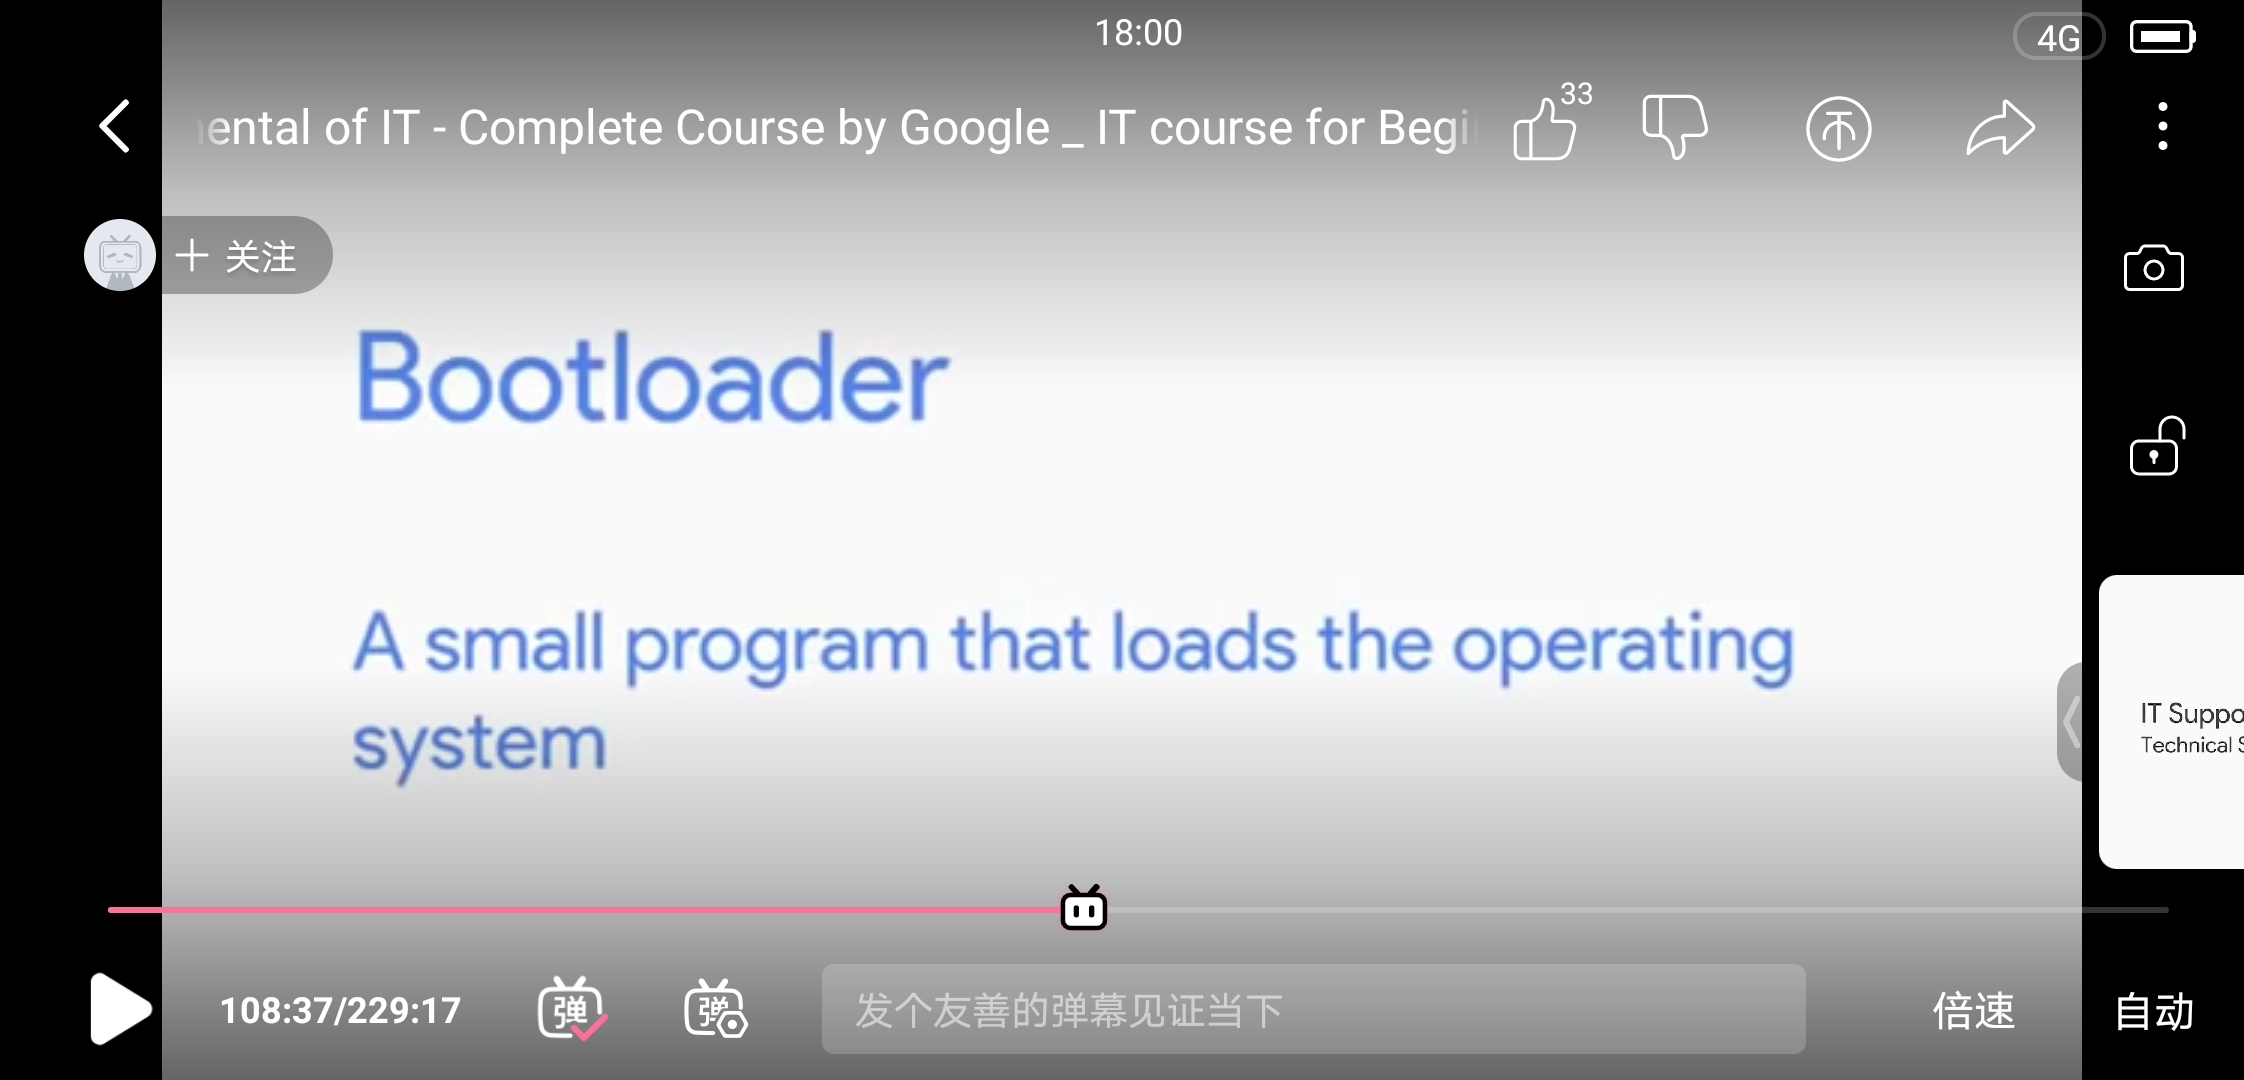 18:00
4G
ental of IT - Complete Course by Google _ IT course for Begi
33
关注
Bootloader
A small program that loads the operating
system
IT Suppo
Technical
108:37/229:17
弹
弹
发个友善的弹幕见证当下
倍速
自动